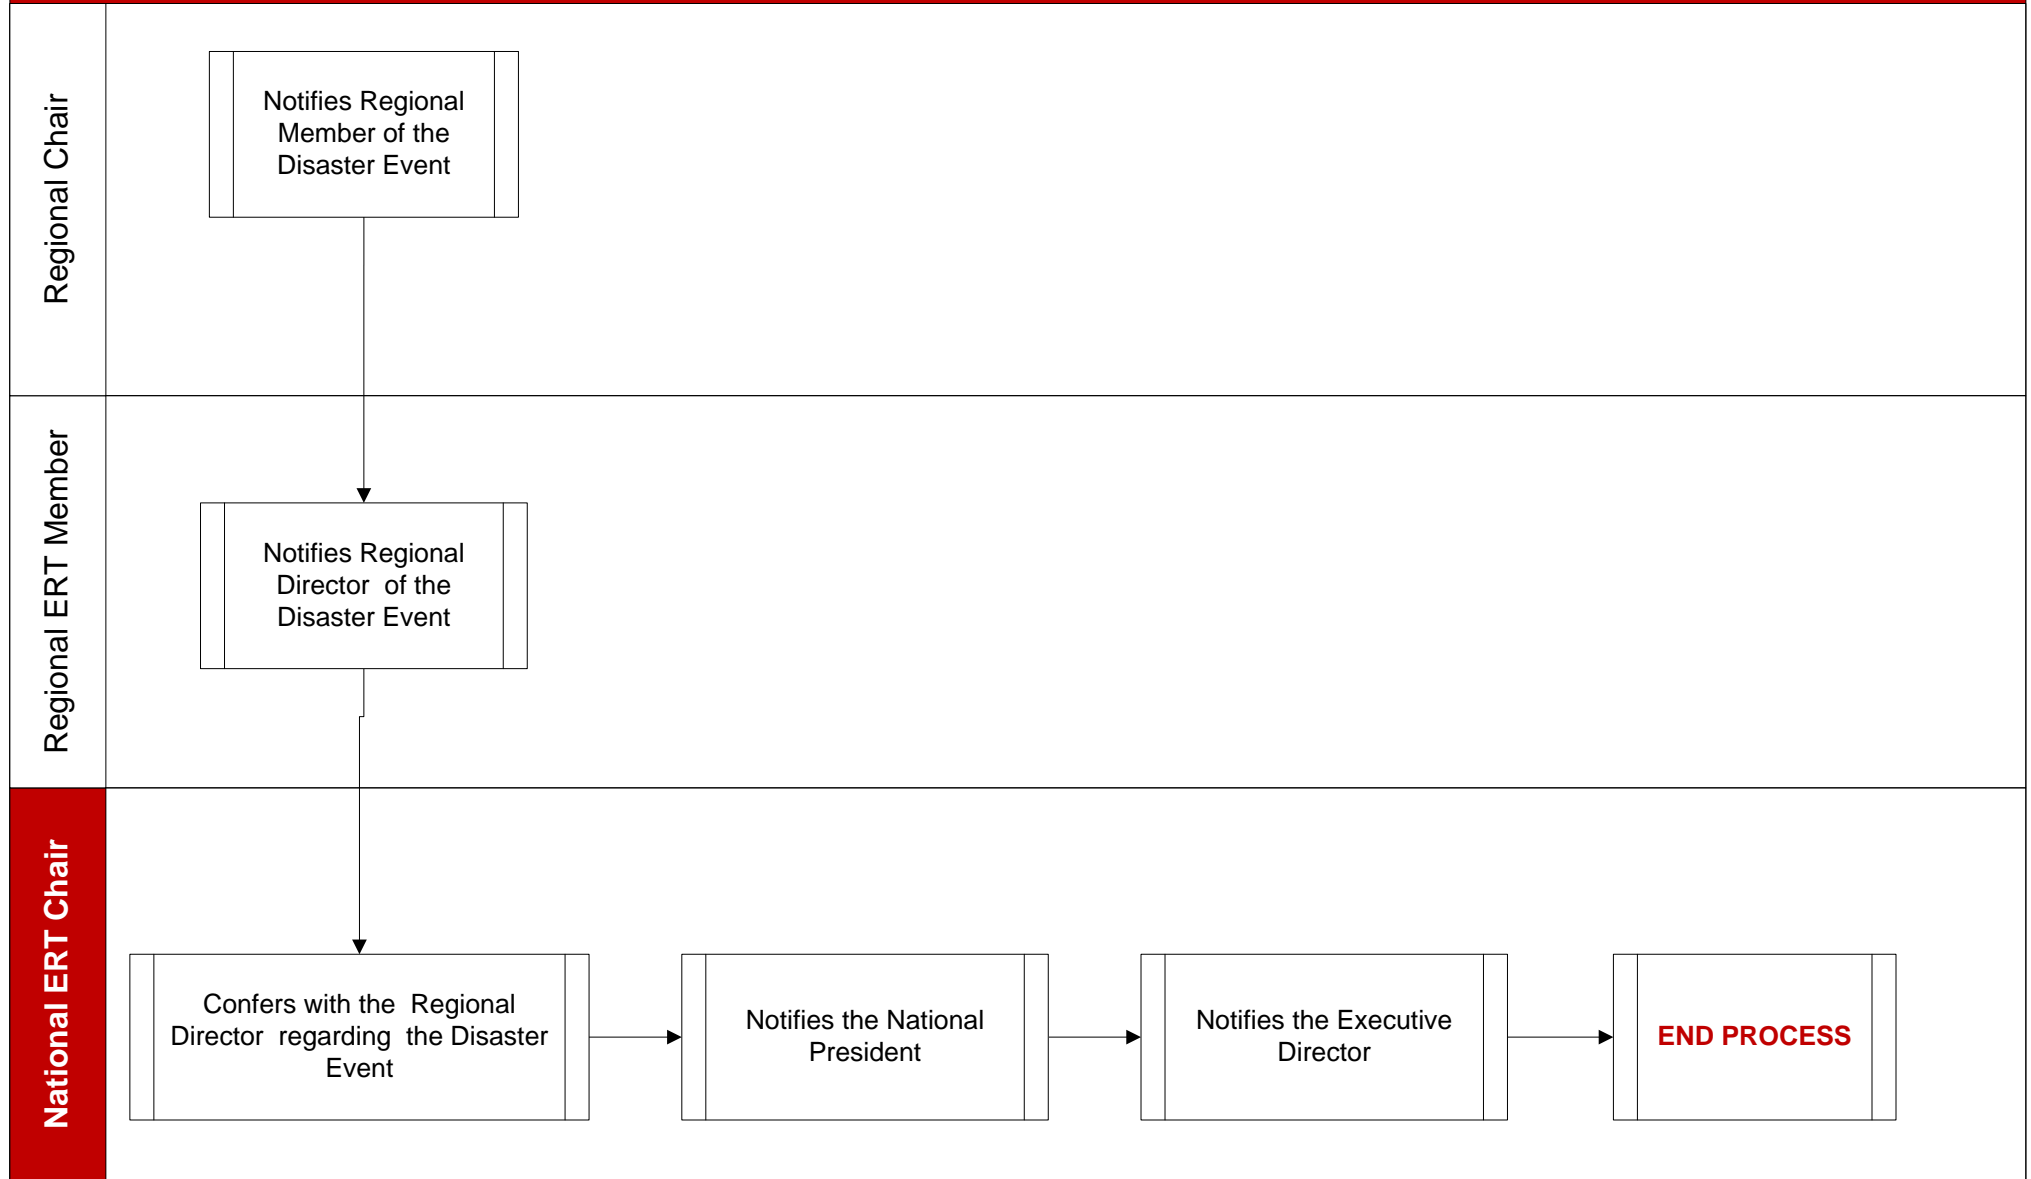 Regional Chair
Notifies Regional
Member of the
Disaster Event
Regional ERT Member
Notifies Regional
Director  of the
Disaster Event
National ERT Chair
Confers with the  Regional
Director  regarding  the Disaster
Event
Notifies the National
President
Notifies the Executive
Director
END PROCESS